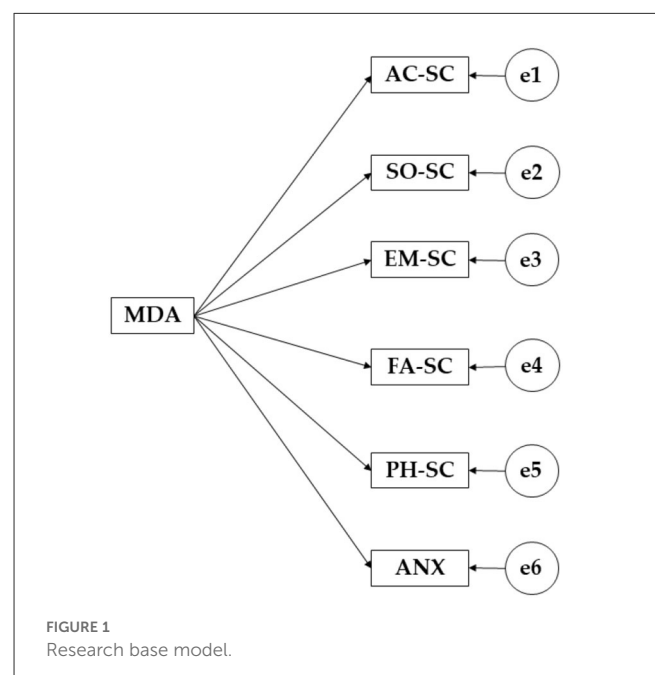 AC-SC
e1
SO-SC
e2
EM-SC
e3
MDA
FA-SC
e4
PH-SC
e5
ANX
e6
FIGURE 1
Research base model.